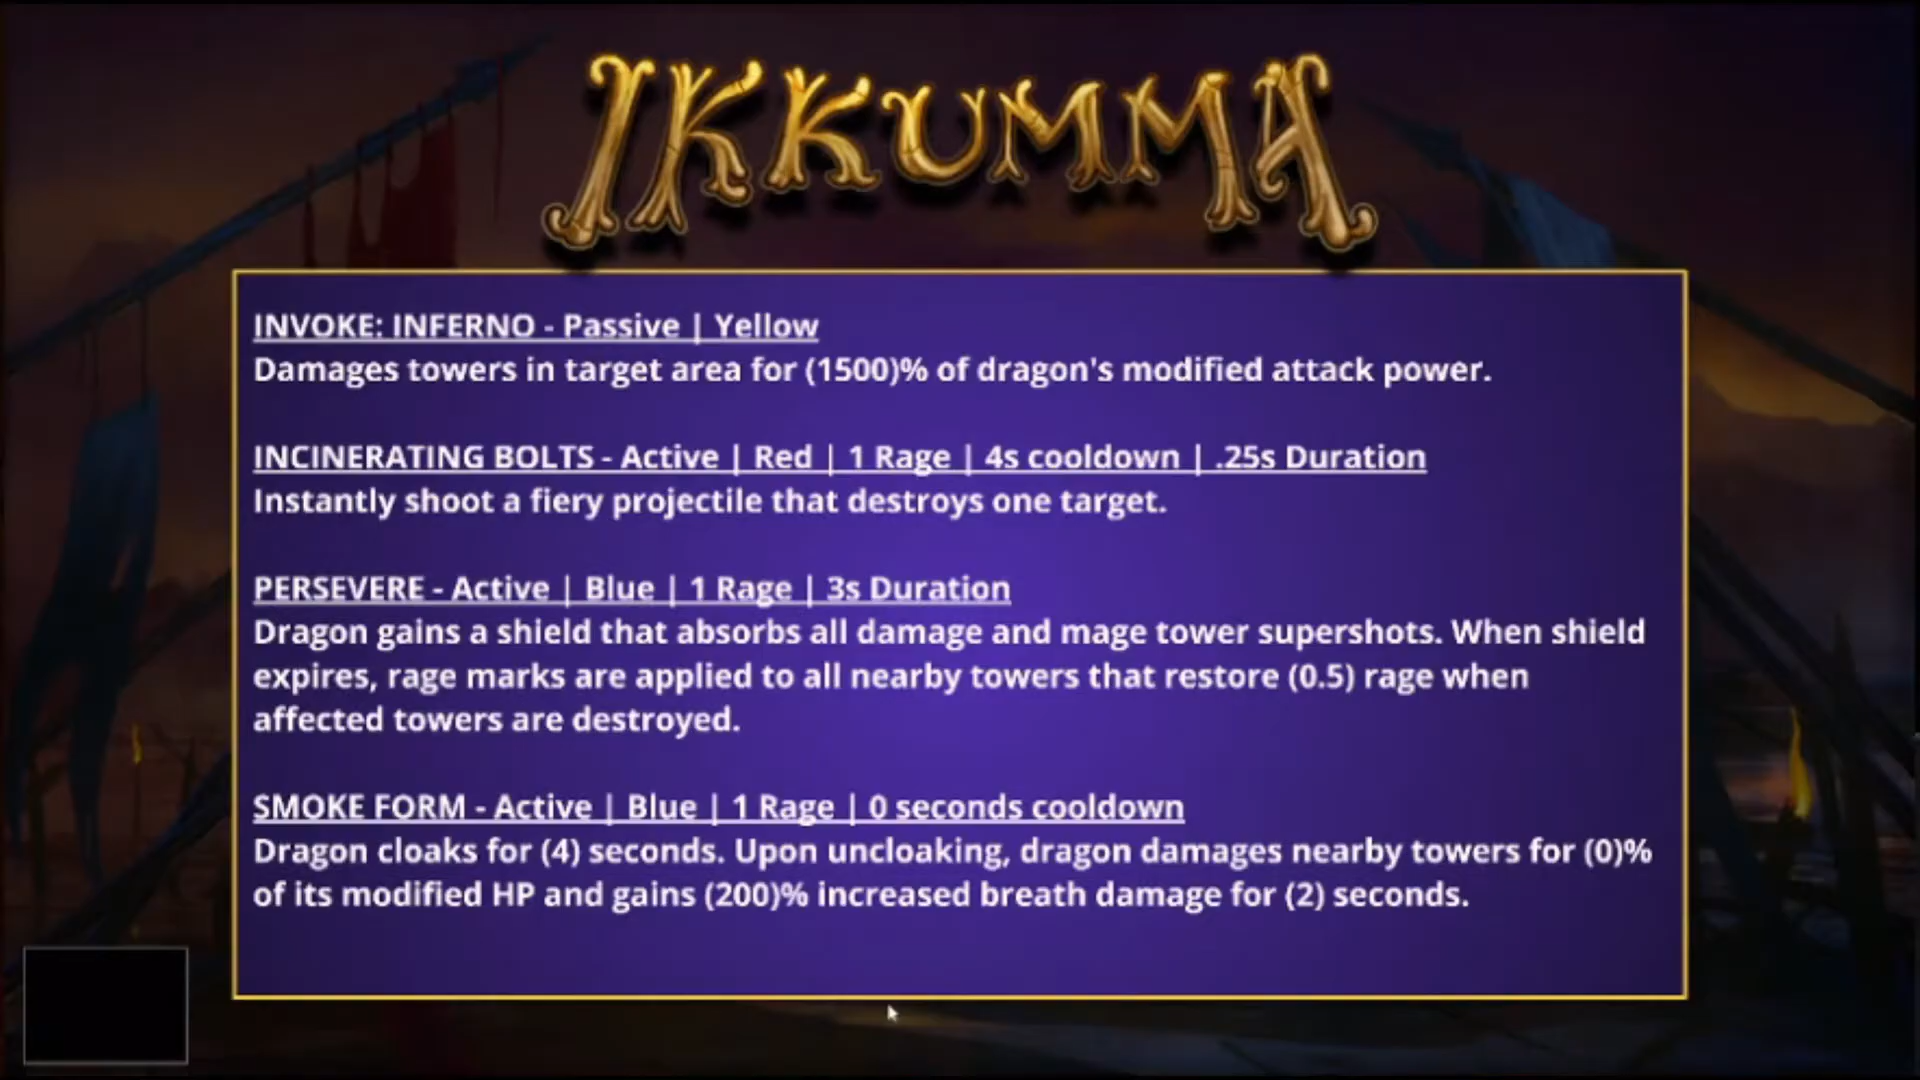 IKKUMMA
INVOKE: INFERNO - Passive | Yellow
Damages towers in target area for (1500)% of dragon's modified attack power.
INCINERATING BOLTS - Active | Red | 1 Rage | 4s cooldown | .25s Duration
Instantly shoot a fiery projectile that destroys one target.
PERSEVERE - Active | Blue | 1 Rage | 3s Duration
Dragon gains a shield that absorbs all damage and mage tower supershots. When shield
expires, rage marks are applied to all nearby towers that restore (0.5) rage when
affected towers are destroyed.
SMOKE FORM - Active | Blue | 1 Rage | 0 seconds cooldown
Dragon cloaks for (4) seconds. Upon uncloaking, dragon damages nearby towers for (0)%
of its modified HP and gains (200)% increased breath damage for (2) seconds.